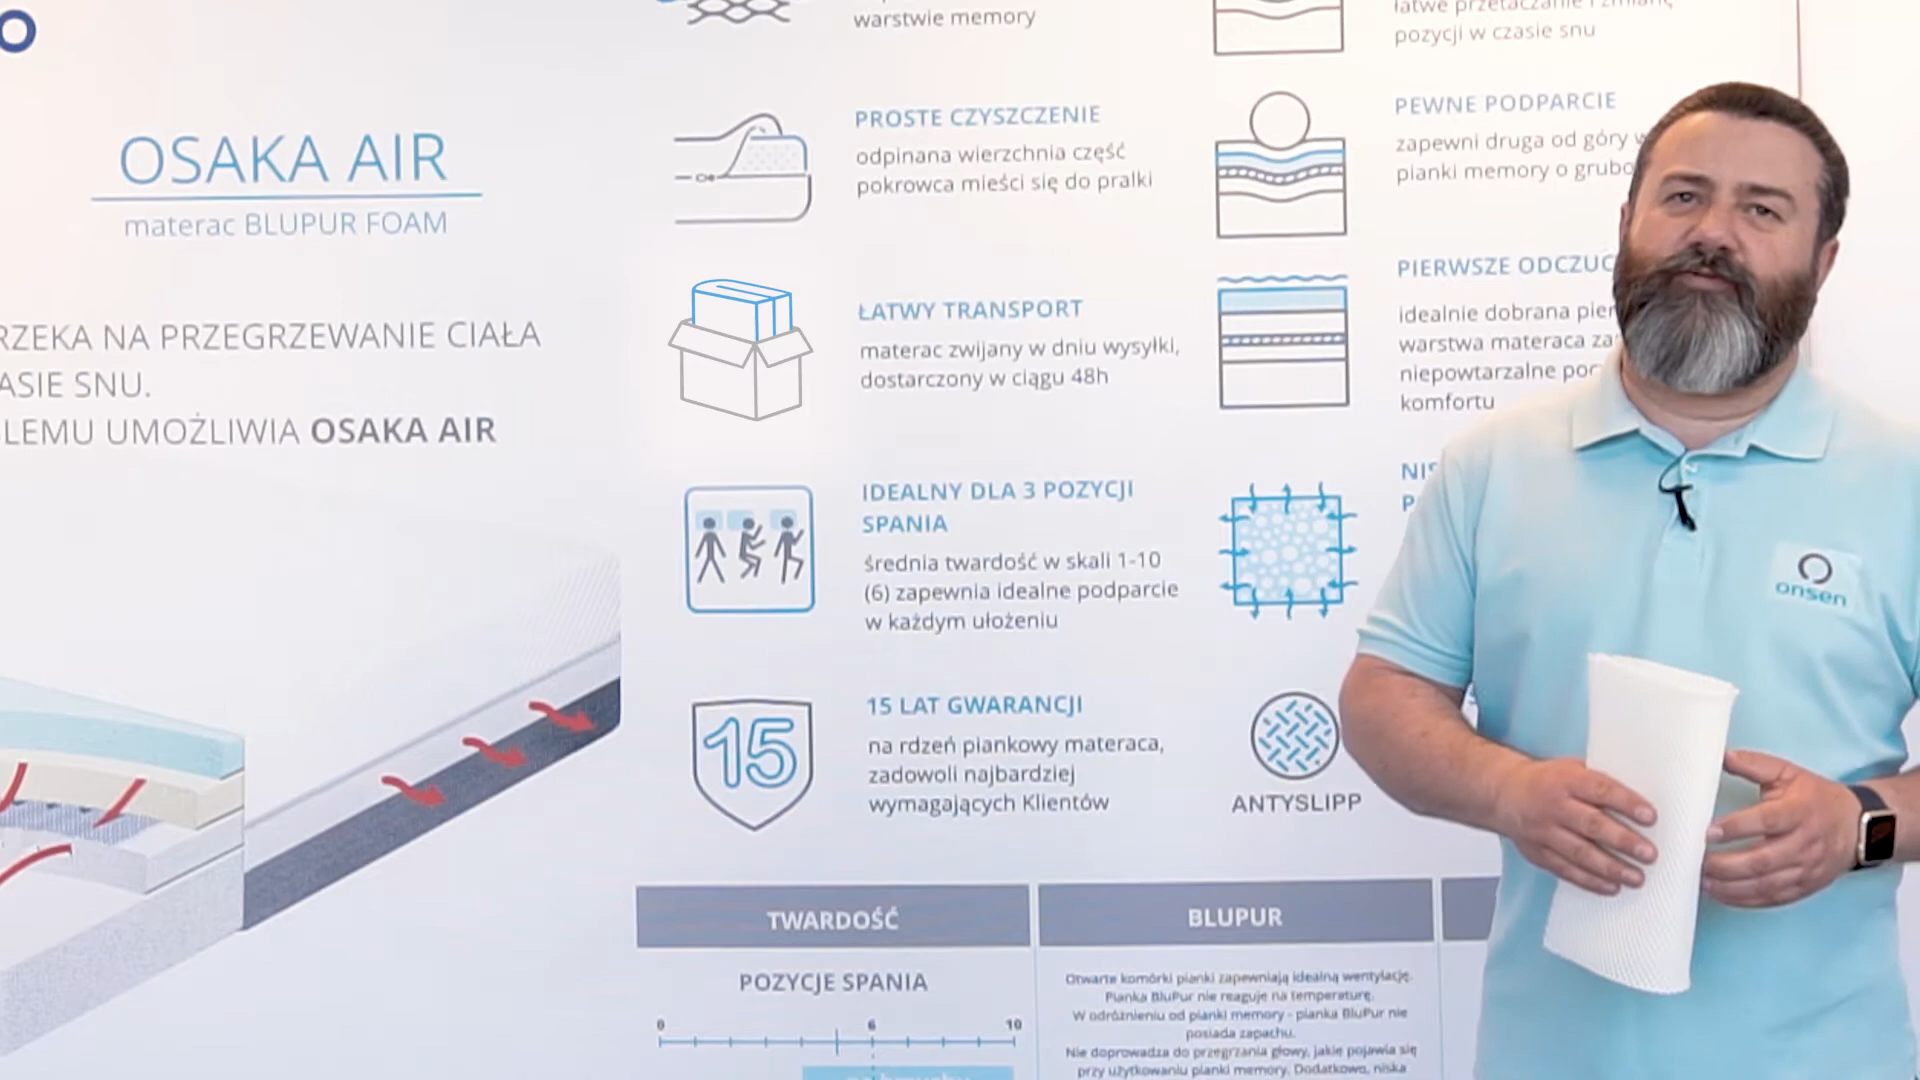 O
OSAKA AIR
materac BLUPUR FOAM
RZEKA NA PRZEGRZEWANIE CIAŁA
ASIE SNU.
LEMU UMOŻLIWIA OSAKA AIR
warstwie memory
PROSTE CZYSZCZENIE
odpinana wierzchnia część
pokrowca mieści się do pralki
ŁATWY TRANSPORT
materac zwijany w dniu wysyłki,
dostarczony w ciągu 48h
IDEALNY DLA 3 POZYCJI
SPANIA
średnia twardość w skali 1-10
(6) zapewnia idealne podparcie
w każdym ułożeniu
15
15 LAT GWARANCJI
na rdzeń piankowy materaca,
zadowoli najbardziej
wymagających Klientów
łatwe przetaczanie i zmianę
pozycji w czasie snu
PEWNE PODPARCIE
zapewni druga od góry w
pianki memory o grubo
PIERWSZE ODCZUC
idealnie dobrana pier
warstwa materaca za
niepowtarzalne poc
komfortu
NIS
P
ANTYSLIPP
onsen
TWARDOŚĆ
POZYCJE SPANIA
0 6 10
BLUPUR
Otwarte komórki pianki zapewniają idealną wentylację.
Pianka BluPur nie reaguje na temperaturę.
W odróżnieniu od pianki memory - pianka BluPur nie
posiada zapachu.
Nie doprowadza do przegrzania głowy, jakie pojawia się
przy użytkowaniu pianki memory. Dodatkowo, niska